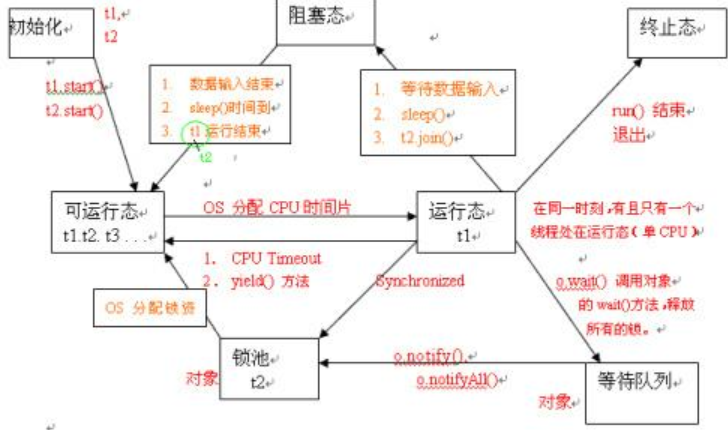 初始化
t1,
t2
阻塞态
终止态
t1.start()
t2.start()
1. 数据输入结束
2. sleep()时间到
3. t1 运行结束
t2
1. 等待数据输入
2. sleep()
3. t2.join()
run() 结束
退出
可运行态
t1.t2. t3 . . .
OS 分配 CPU 时间片
运行态
t1
在同一时刻,有且只有一个
线程处在运行态(单 CPU)
1. CPU Timeout
2. yield() 方法
Synchronized
o.wait() 调用对象
的 wait()方法,释放
所有的锁。
OS 分配锁资
锁池
t2
对象
o.notify().
o.notifyAll()
等待队列
对象